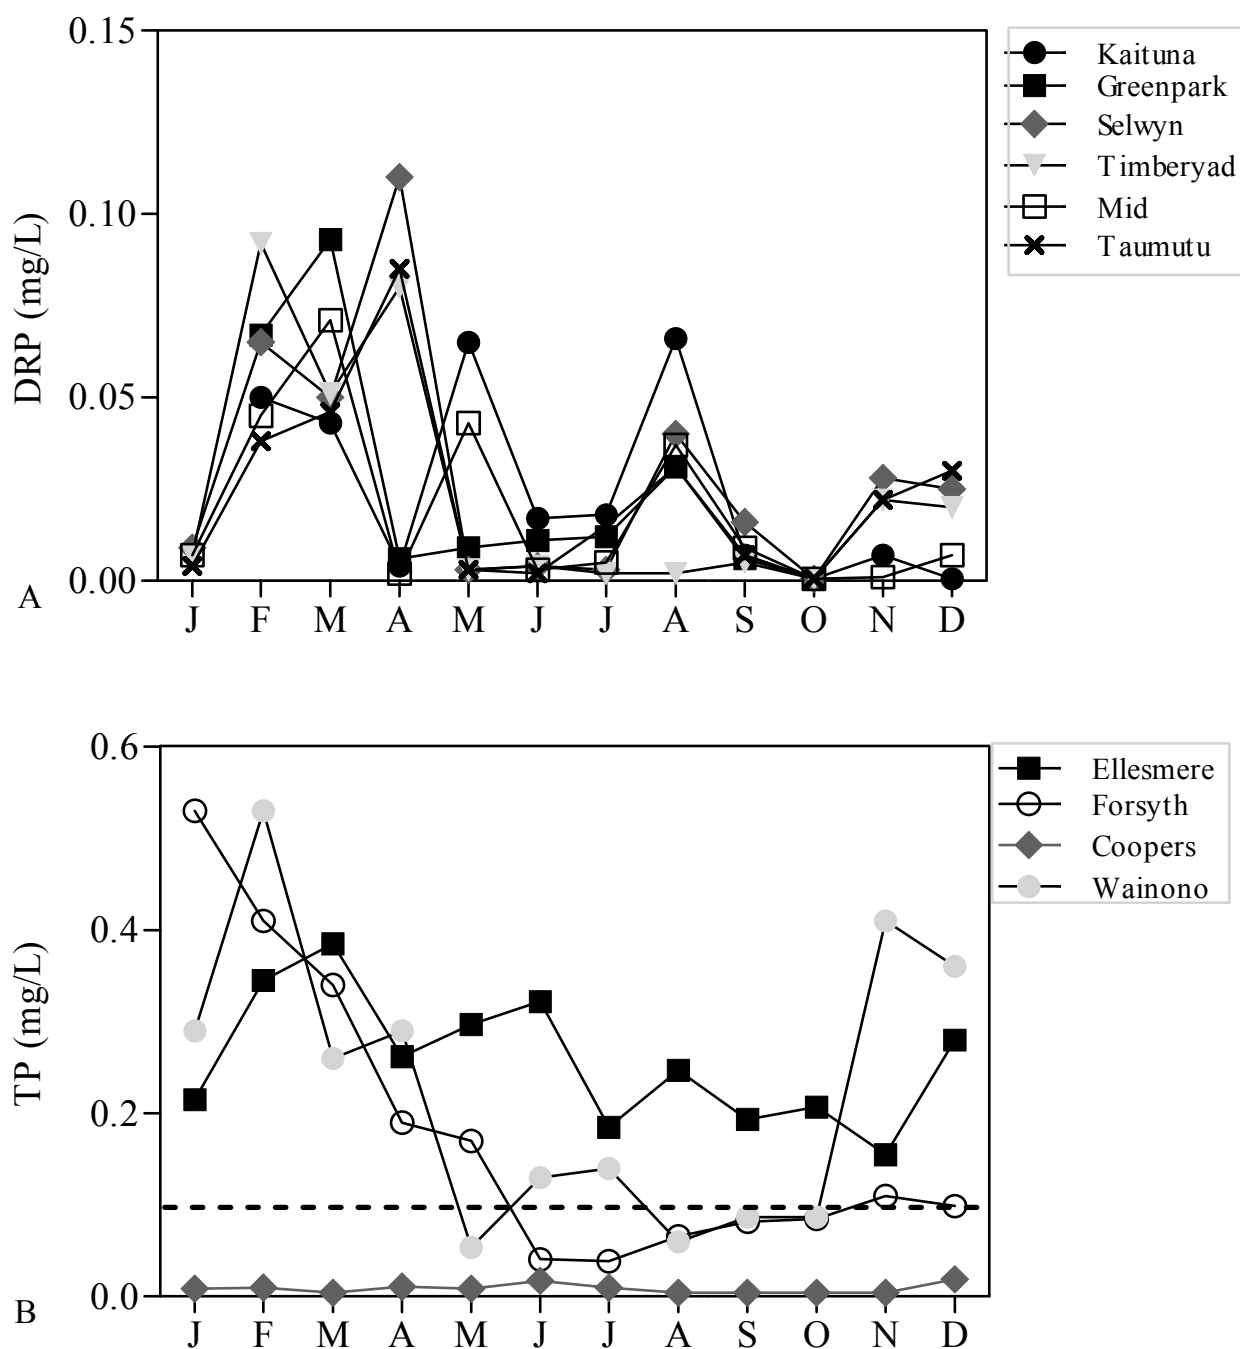 0.15
0.10
0.05
0.00
DRP (mg/L)
A
J F M A M J J A S O N D
Kaituna
Greenpark
Selwyn
Timberyad
Mid
Taumutu
0.6
0.4
0.2
0.0
TP (mg/L)
B
J F M A M J J A S O N D
Ellesmere
Forsyth
Coopers
Wainono